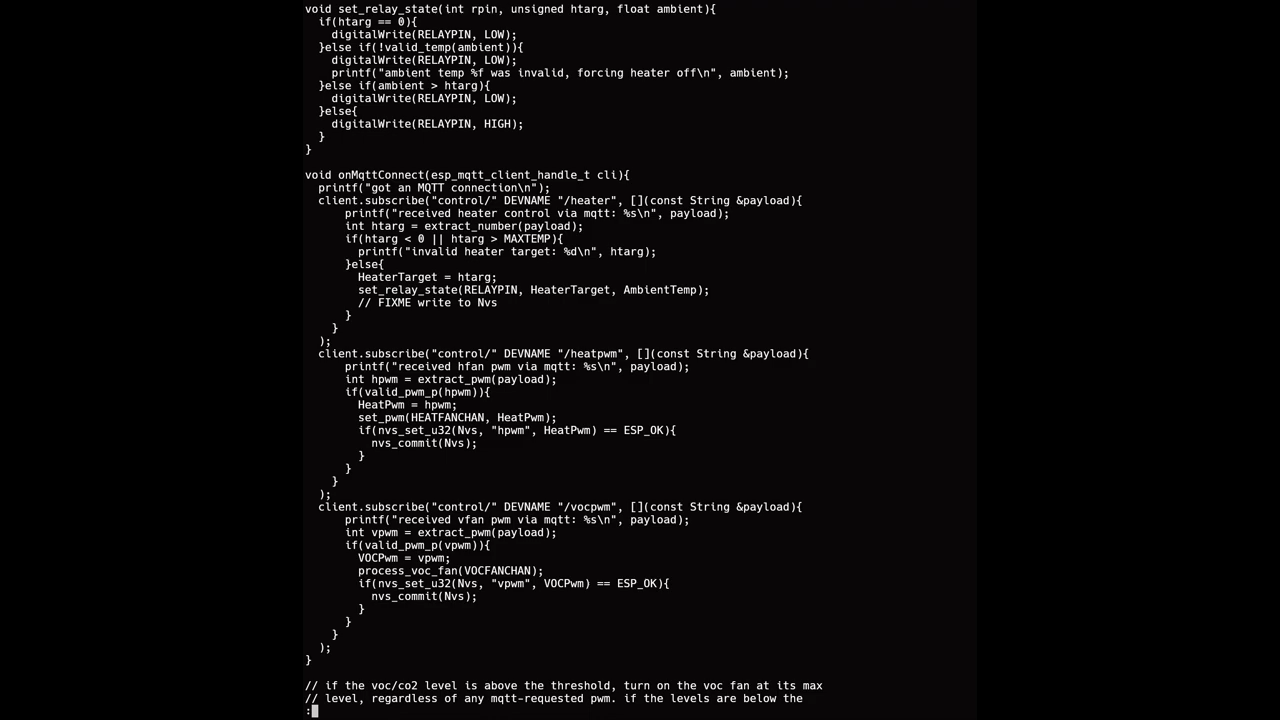 void set_relay_state(int rpin, unsigned htarg, float ambient){
  if(htarg == 0){
    digitalWrite(RELAYPIN, LOW);
  }else if(!valid_temp(ambient)){
    digitalWrite(RELAYPIN, LOW);
    printf("ambient temp %f was invalid, forcing heater off\n", ambient);
  }else if(ambient > htarg){
    digitalWrite(RELAYPIN, LOW);
  }else{
    digitalWrite(RELAYPIN, HIGH);
  }
}

void onMqttConnect(esp_mqtt_client_handle_t cli){
  printf("got an MQTT connection\n");
  client.subscribe("control/" DEVNAME "/heater", [](const String &payload){
      printf("received heater control via mqtt: %s\n", payload);
      int htarg = extract_number(payload);
      if(htarg < 0 || htarg > MAXTEMP){
        printf("invalid heater target: %d\n", htarg);
      }else{
        HeaterTarget = htarg;
        set_relay_state(RELAYPIN, HeaterTarget, AmbientTemp);
        // FIXME write to Nvs
      }
    }
  );
  client.subscribe("control/" DEVNAME "/heatpwm", [](const String &payload){
      printf("received hfan pwm via mqtt: %s\n", payload);
      int hpwm = extract_pwm(payload);
      if(valid_pwm_p(hpwm)){
        HeatPwm = hpwm;
        set_pwm(HEATFANCHAN, HeatPwm);
        if(nvs_set_u32(Nvs, "hpwm", HeatPwm) == ESP_OK){
          nvs_commit(Nvs);
        }
      }
    }
  );
  client.subscribe("control/" DEVNAME "/vocpwm", [](const String &payload){
      printf("received vfan pwm via mqtt: %s\n", payload);
      int vpwm = extract_pwm(payload);
      if(valid_pwm_p(vpwm)){
        VOCPwm = vpwm;
        process_voc_fan(VOCFANCHAN);
        if(nvs_set_u32(Nvs, "vpwm", VOCPwm) == ESP_OK){
          nvs_commit(Nvs);
        }
      }
    }
  );
}

// if the voc/co2 level is above the threshold, turn on the voc fan at its max
// level, regardless of any mqtt-requested pwm. if the levels are below the
: